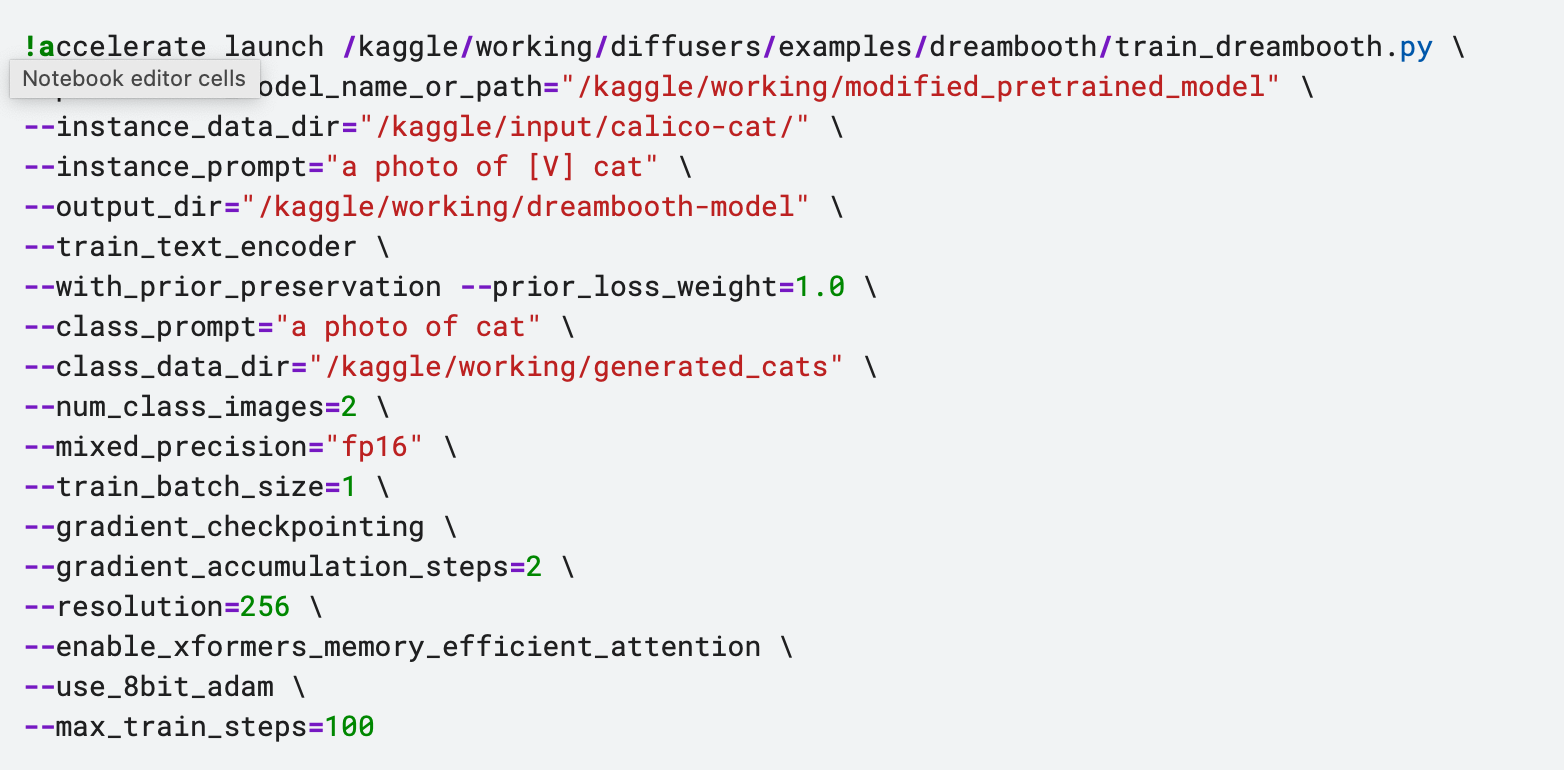 !accelerate launch /kaggle/working/diffusers/examples/dreambooth/train_dreambooth.py \
Notebook editor cells
odel_name_or_path="/kaggle/working/modified_pretrained_model" \
--instance_data_dir="/kaggle/input/calico-cat/" \
--instance_prompt="a photo of [V] cat" \
--output_dir="/kaggle/working/dreambooth-model" \
--train_text_encoder \
--with_prior_preservation --prior_loss_weight=1.0 \
--class_prompt="a photo of cat" \
--class_data_dir="/kaggle/working/generated_cats" \
--num_class_images=2 \
--mixed_precision="fp16" \
--train_batch_size=1 \
--gradient_checkpointing \
--gradient_accumulation_steps=2 \
--resolution=256 \
--enable_xformers_memory_efficient_attention \
--use_8bit_adam \
--max_train_steps=100